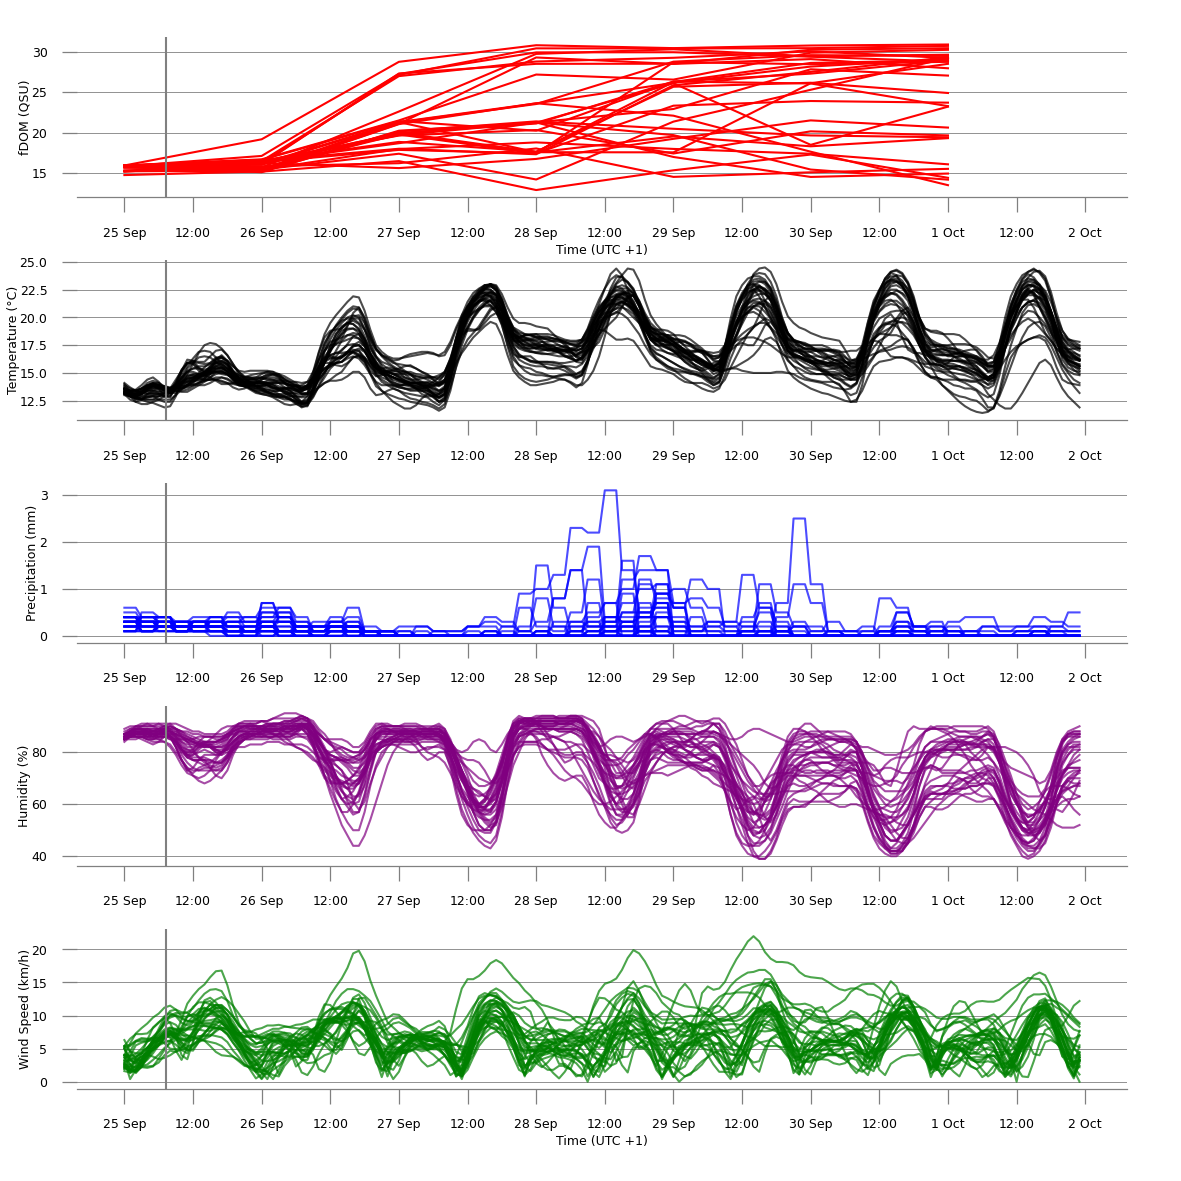 fDOM (QSU)
30
25
20
15
25 Sep 12:00 26 Sep 12:00 27 Sep 12:00 28 Sep 12:00 29 Sep 12:00 30 Sep 12:00 1 Oct 12:00 2 Oct
Time (UTC +1)
Temperature (°C)
25.0
22.5
20.0
17.5
15.0
12.5
25 Sep 12:00 26 Sep 12:00 27 Sep 12:00 28 Sep 12:00 29 Sep 12:00 30 Sep 12:00 1 Oct 12:00 2 Oct
Precipitation (mm)
3
2
1
0
25 Sep 12:00 26 Sep 12:00 27 Sep 12:00 28 Sep 12:00 29 Sep 12:00 30 Sep 12:00 1 Oct 12:00 2 Oct
Humidity (%)
80
60
40
25 Sep 12:00 26 Sep 12:00 27 Sep 12:00 28 Sep 12:00 29 Sep 12:00 30 Sep 12:00 1 Oct 12:00 2 Oct
Wind Speed (km/h)
20
15
10
5
0
25 Sep 12:00 26 Sep 12:00 27 Sep 12:00 28 Sep 12:00 29 Sep 12:00 30 Sep 12:00 1 Oct 12:00 2 Oct
Time (UTC +1)